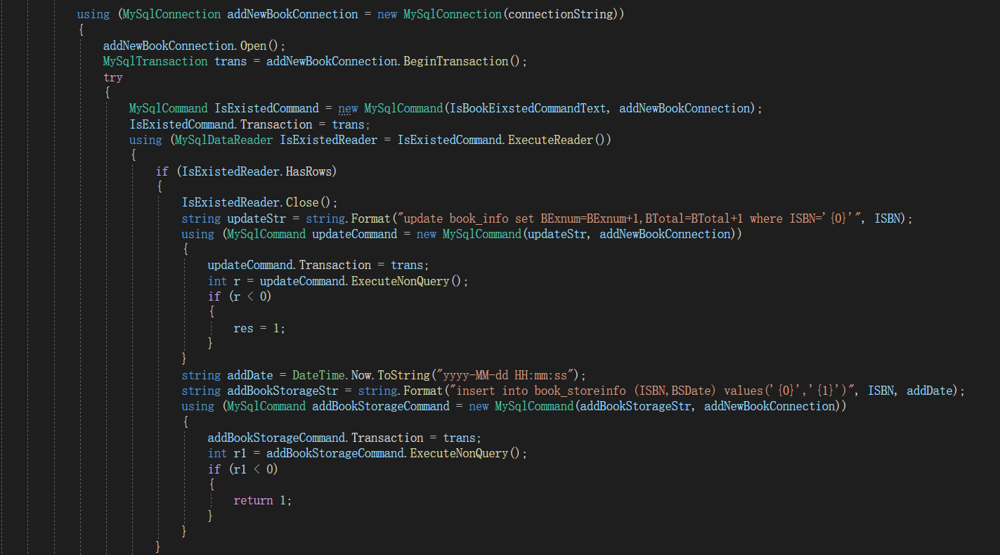 using (MySqlConnection addNewBookConnection = new MySqlConnection(connectionString))
{
addNewBookConnection.Open();
MySqlTransaction trans = addNewBookConnection.BeginTransaction();
try
{
MySqlCommand IsExistedCommand = new MySqlCommand(IsBookEixstedCommandText, addNewBookConnection);
IsExistedCommand.Transaction = trans;
using (MySqlDataReader IsExistedReader = IsExistedCommand.ExecuteReader())
{
if (IsExistedReader.HasRows)
{
IsExistedReader.Close();
string updateStr = string.Format("update book_info set BExnum=BExnum+1,BTotal=BTotal+1 where ISBN='{0}'", ISBN);
using (MySqlCommand updateCommand = new MySqlCommand(updateStr, addNewBookConnection))
{
updateCommand.Transaction = trans;
int r = updateCommand.ExecuteNonQuery();
if (r < 0)
{
res = 1;
}
}
string addDate = DateTime.Now.ToString("yyyy-MM-dd HH:mm:ss");
string addBookStorageStr = string.Format("insert into book_storeinfo (ISBN,BSDate) values('{0}','{1}')", ISBN, addDate);
using (MySqlCommand addBookStorageCommand = new MySqlCommand(addBookStorageStr, addNewBookConnection))
{
addBookStorageCommand.Transaction = trans;
int r1 = addBookStorageCommand.ExecuteNonQuery();
if (r1 < 0)
{
return 1;
}
}
}